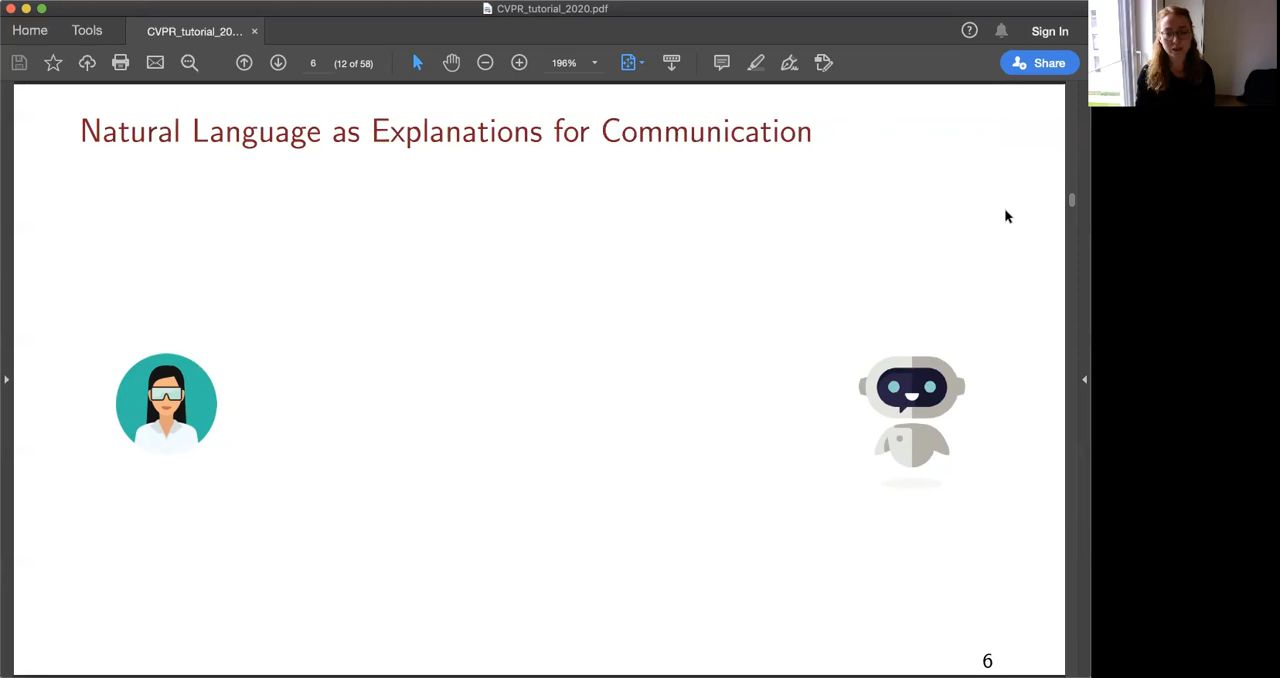 CVPR_tutorial_2020.pdf
Home Tools CVPR_tutorial_20... × Sign In
6 (12 of 58) 196% Share
Natural Language as Explanations for Communication
6